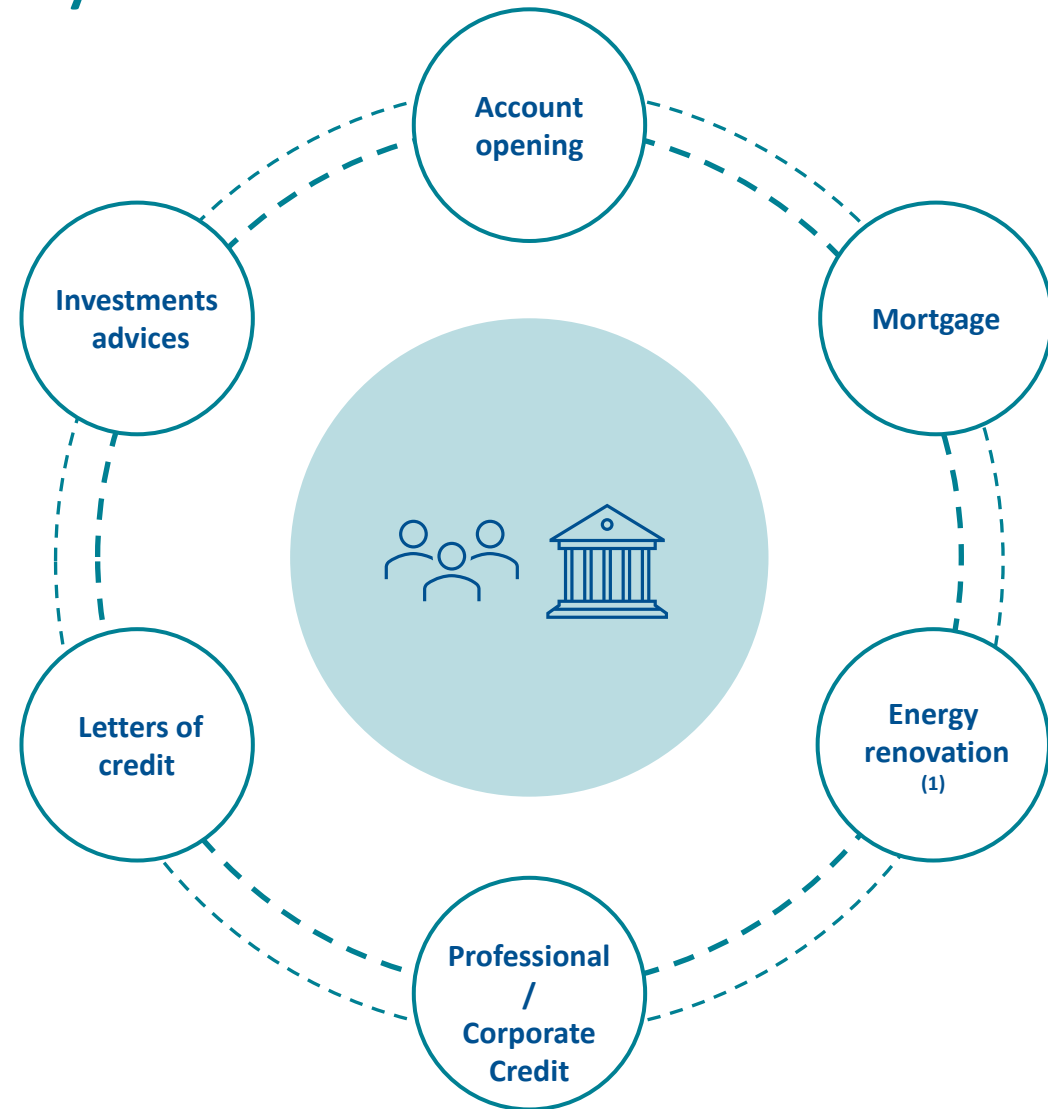 Account
opening
Mortgage
Energy
renovation
(1)
Professional
/
Corporate
Credit
Letters of
credit
Investments
advices